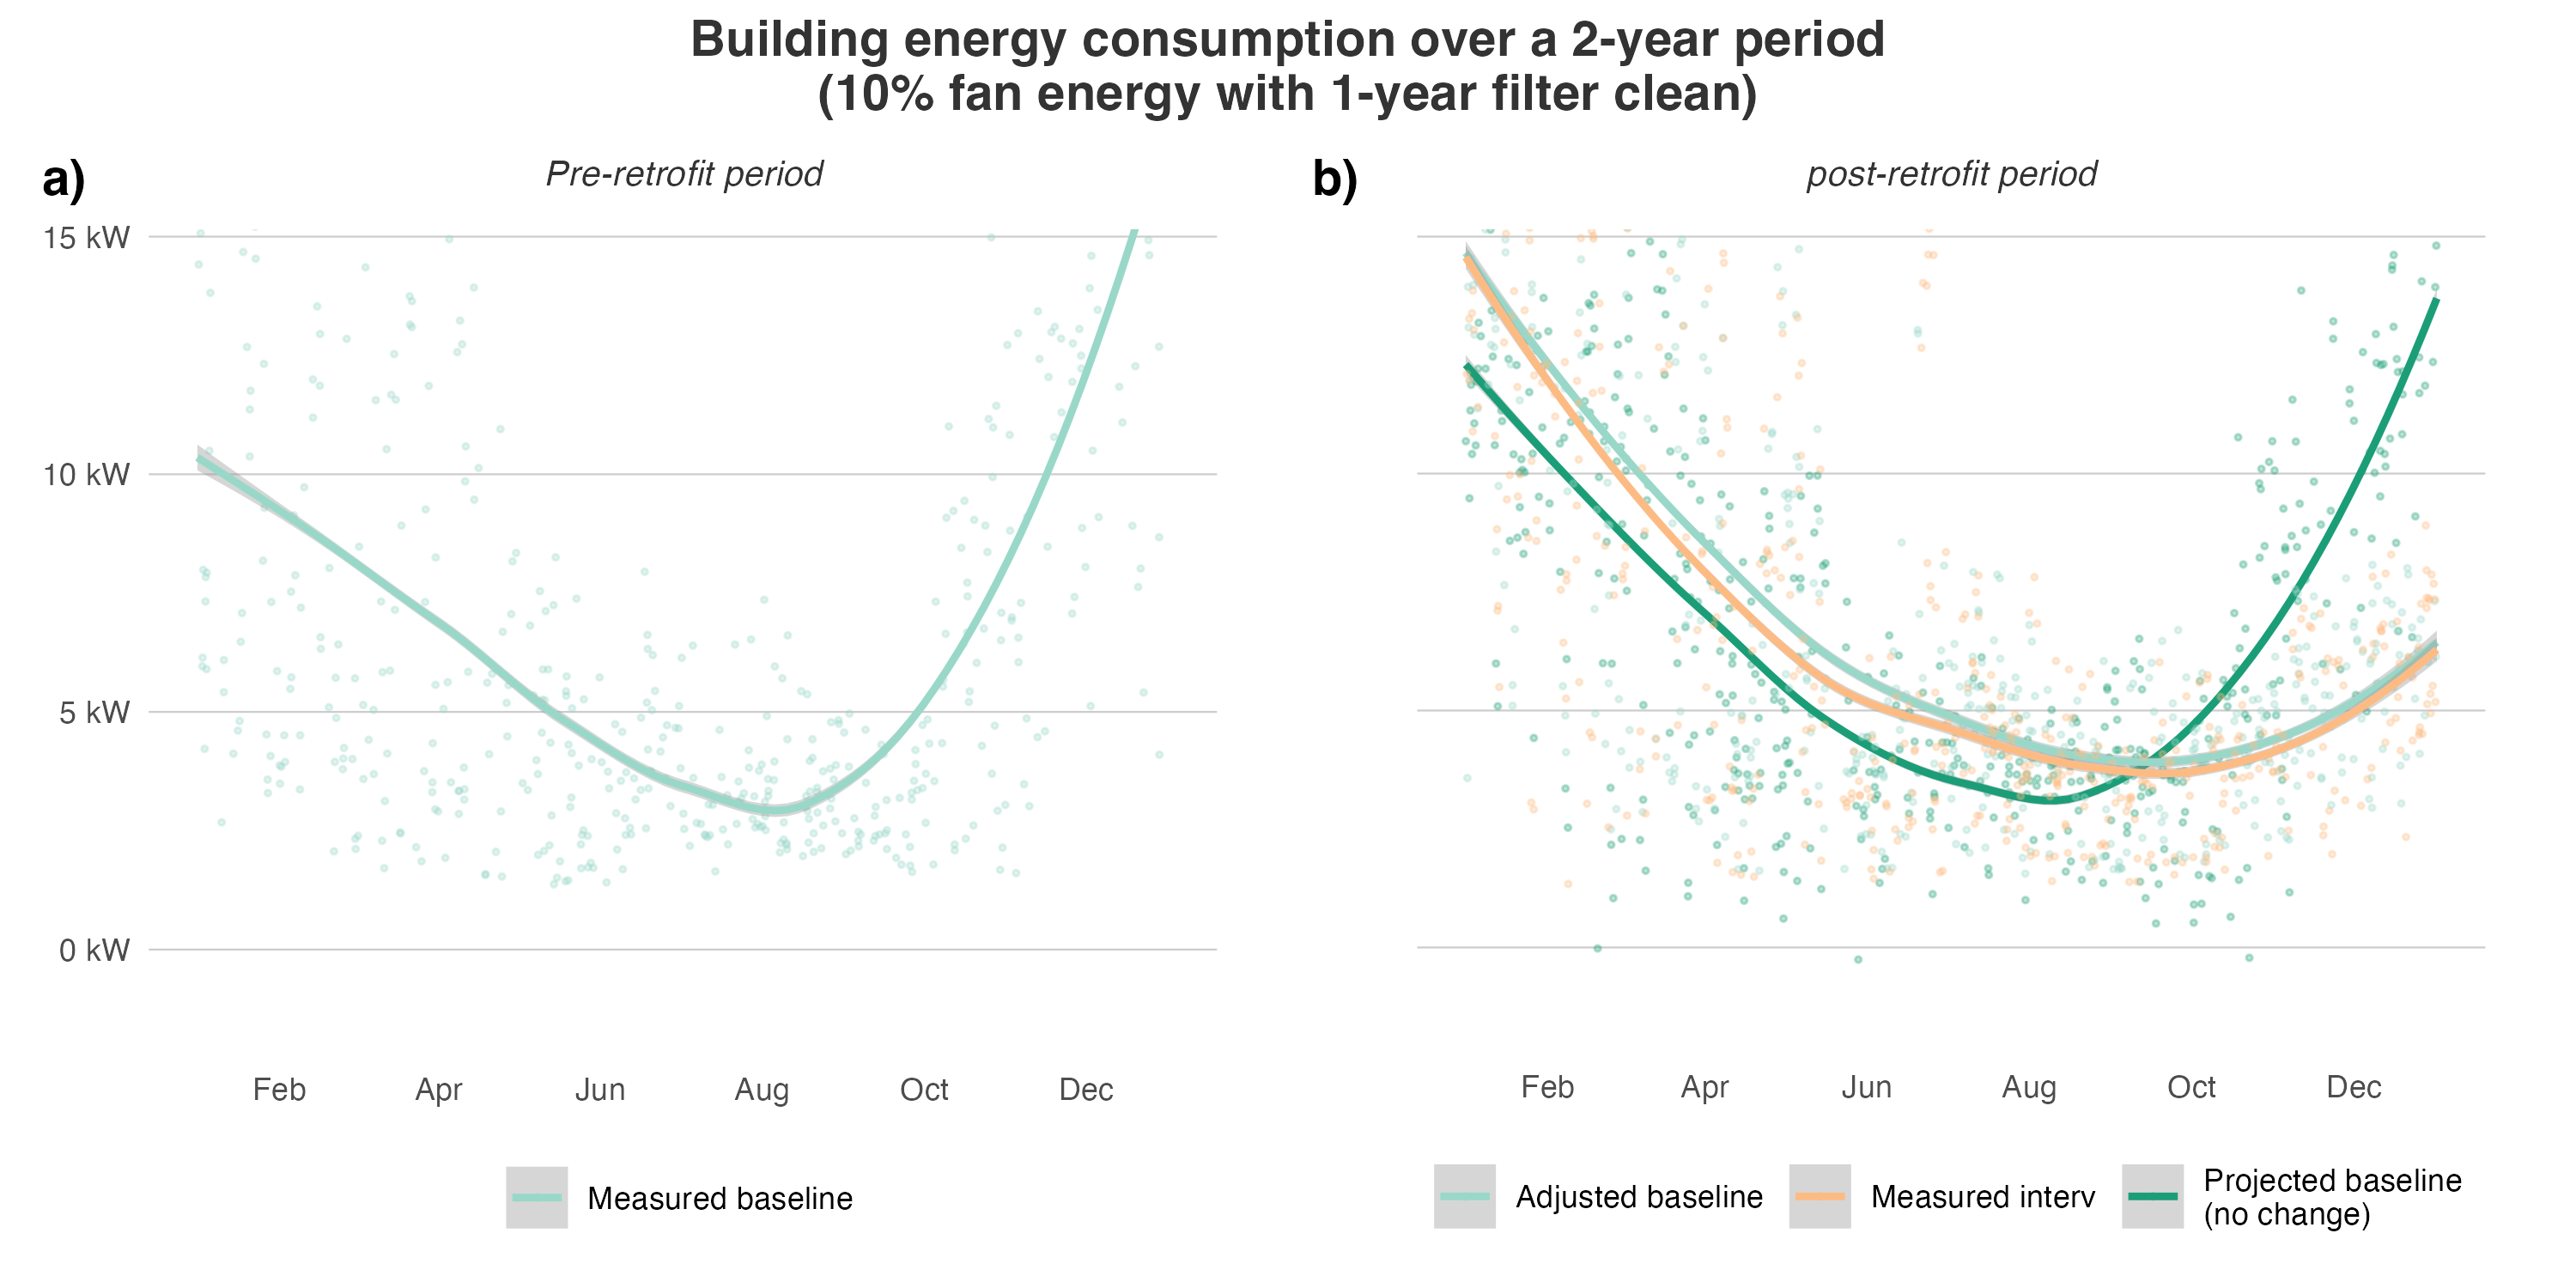 Building energy consumption over a 2-year period
(10% fan energy with 1-year filter clean)
a)
Pre-retrofit period
15 kW
10 kW
5 kW
0 kW
Feb Apr Jun Aug Oct Dec
Measured baseline
b)
post-retrofit period
Feb Apr Jun Aug Oct Dec
Adjusted baseline
Measured interv
Projected baseline
(no change)